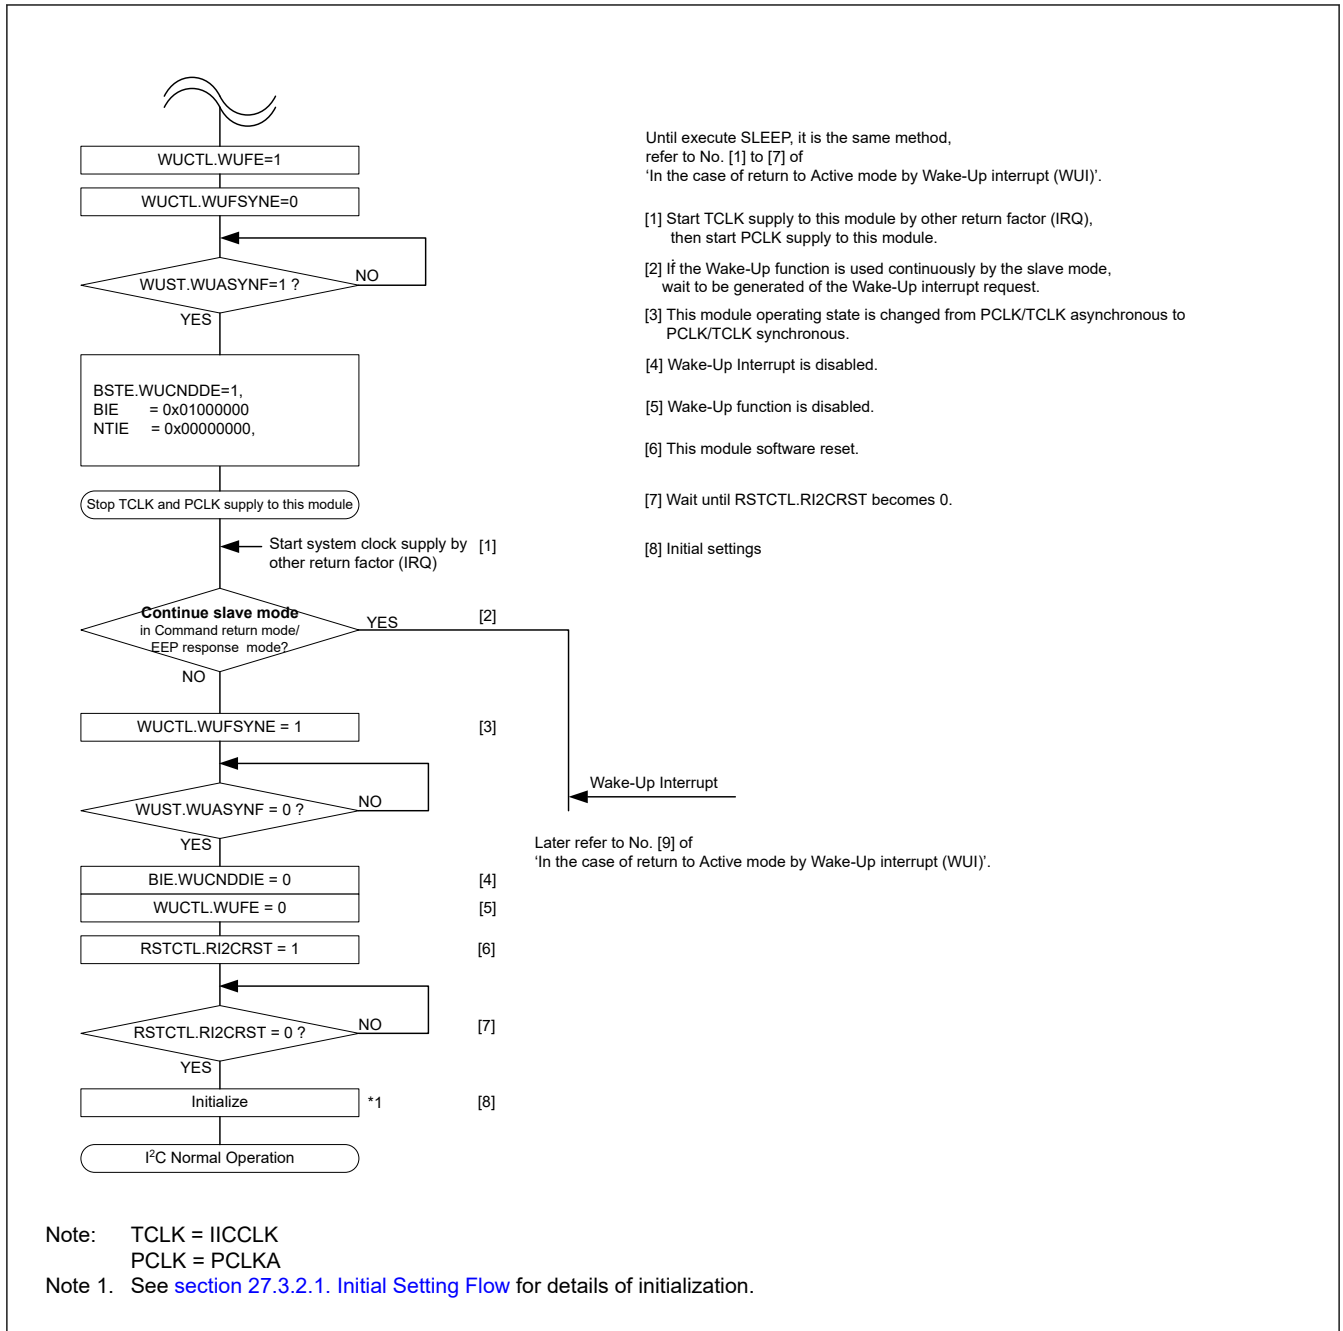 WUCTL.WUFE=1
WUCTL.WUFSYNE=0
WUST.WUASYNF=1 ?
NO
YES
BSTE.WUCNDDE=1,
BIE = 0x01000000
NTIE = 0x00000000,
Stop TCLK and PCLK supply to this module
Start system clock supply by
other return factor (IRQ)
[1]
Continue slave mode
in Command return mode/
EEP response mode?
YES
[2]
NO
WUCTL.WUFSYNE = 1
[3]
WUST.WUASYNF = 0 ?
NO
YES
BIE.WUCNDDIE = 0
[4]
WUCTL.WUFE = 0
[5]
RSTCTL.RI2CRST = 1
[6]
RSTCTL.RI2CRST = 0 ?
NO
[7]
YES
Initialize
*1
[8]
I²C Normal Operation
Until execute SLEEP, it is the same method,
refer to No. [1] to [7] of
‘In the case of return to Active mode by Wake-Up interrupt (WUI)’.
[1] Start TCLK supply to this module by other return factor (IRQ),
then start PCLK supply to this module.
[2] If the Wake-Up function is used continuously by the slave mode,
wait to be generated of the Wake-Up interrupt request.
[3] This module operating state is changed from PCLK/TCLK asynchronous to
PCLK/TCLK synchronous.
[4] Wake-Up Interrupt is disabled.
[5] Wake-Up function is disabled.
[6] This module software reset.
[7] Wait until RSTCTL.RI2CRST becomes 0.
[8] Initial settings
Wake-Up Interrupt
Later refer to No. [9] of
‘In the case of return to Active mode by Wake-Up interrupt (WUI)’.
Note: TCLK = IICCLK
PCLK = PCLKA
Note 1. See section 27.3.2.1. Initial Setting Flow for details of initialization.